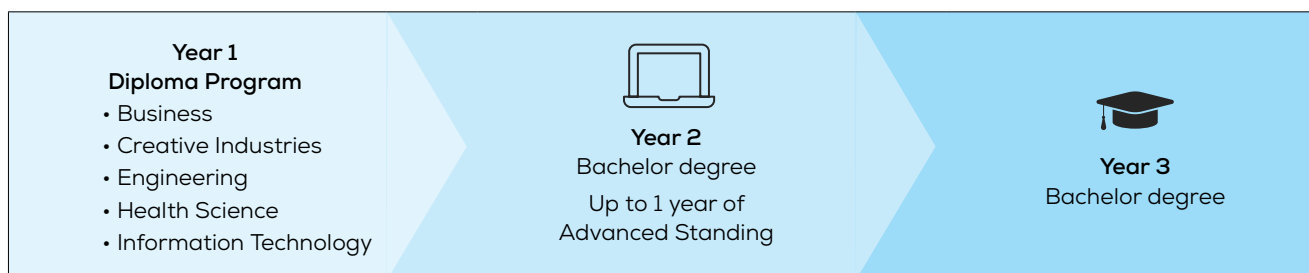 Year 1
Diploma Program
• Business
• Creative Industries
• Engineering
• Health Science
• Information Technology
Year 2
Bachelor degree
Up to 1 year of
Advanced Standing
Year 3
Bachelor degree